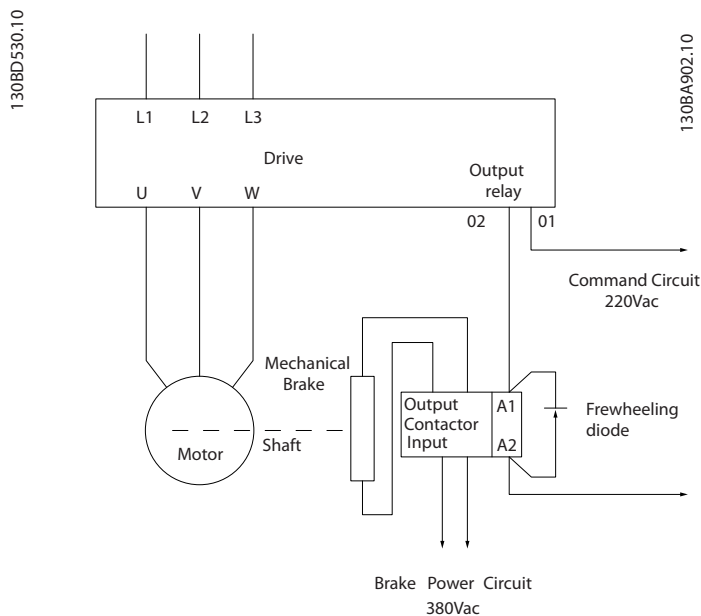 130BD530.10
130BA902.10
L1 L2 L3
Drive
Output
relay
U V W
02 01
Command Circuit
220Vac
Mechanical
Brake
Output
Contactor
Input
A1
A2
Frewheeling
diode
Motor
Shaft
Brake Power Circuit
380Vac